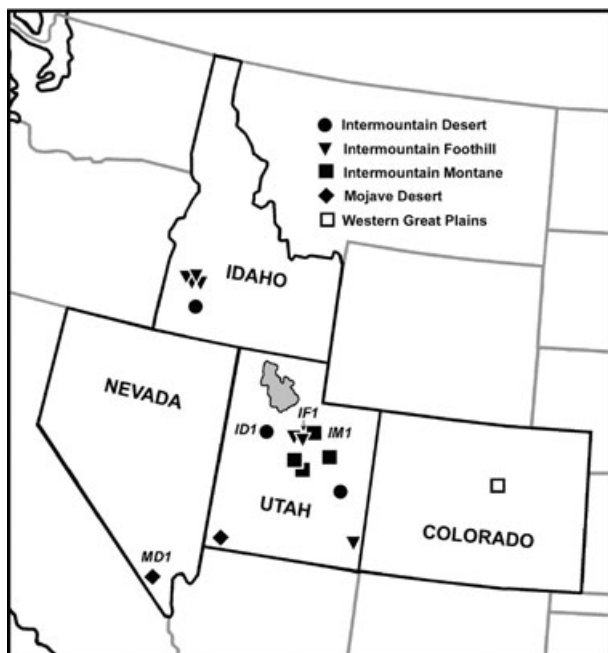 Intermountain Desert
Intermountain Foothill
Intermountain Montane
Mojave Desert
Western Great Plains
IDAHO
NEVADA
IF1
ID1
IM1
UTAH
COLORADO
MD1